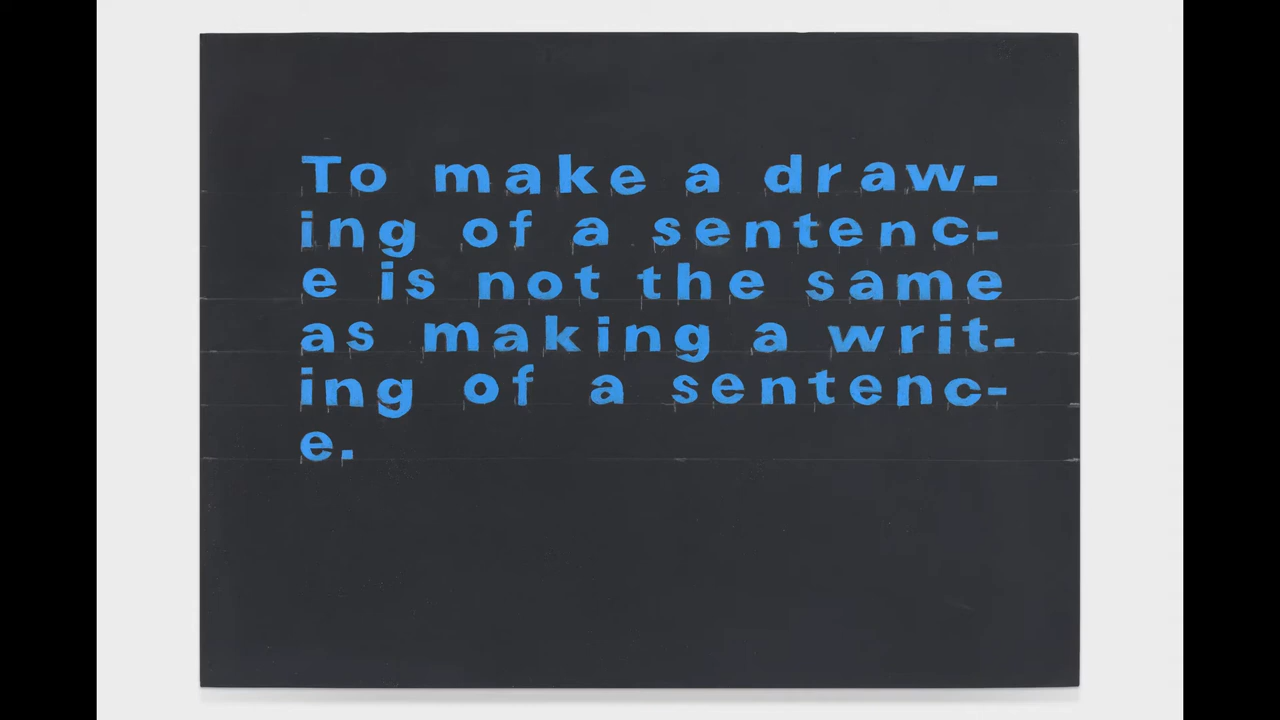 To make a draw-
ing of a sentenc-
e is not the same
as making a writ-
ing of a sentenc-
e.